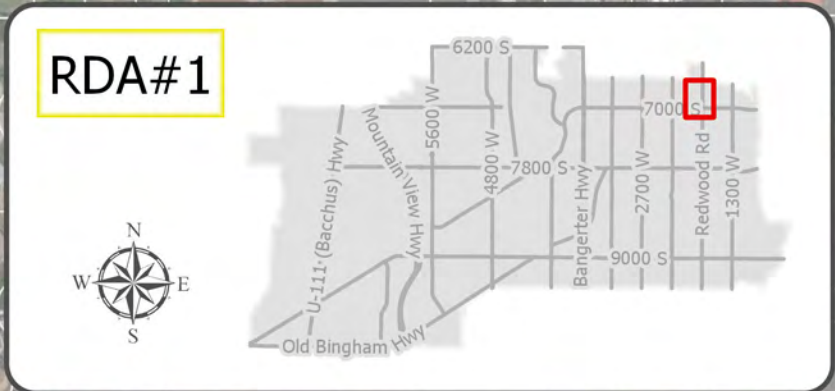 RDA#1
6200 S
7000 S
5600 W
4800 W
Mountain View Hwy
U-111 (Bacchus) Hwy
7800 S
Bangerter Hwy
2700 W
Redwood Rd
1300 W
9000 S
Old Bingham Hwy
N
W
E
S